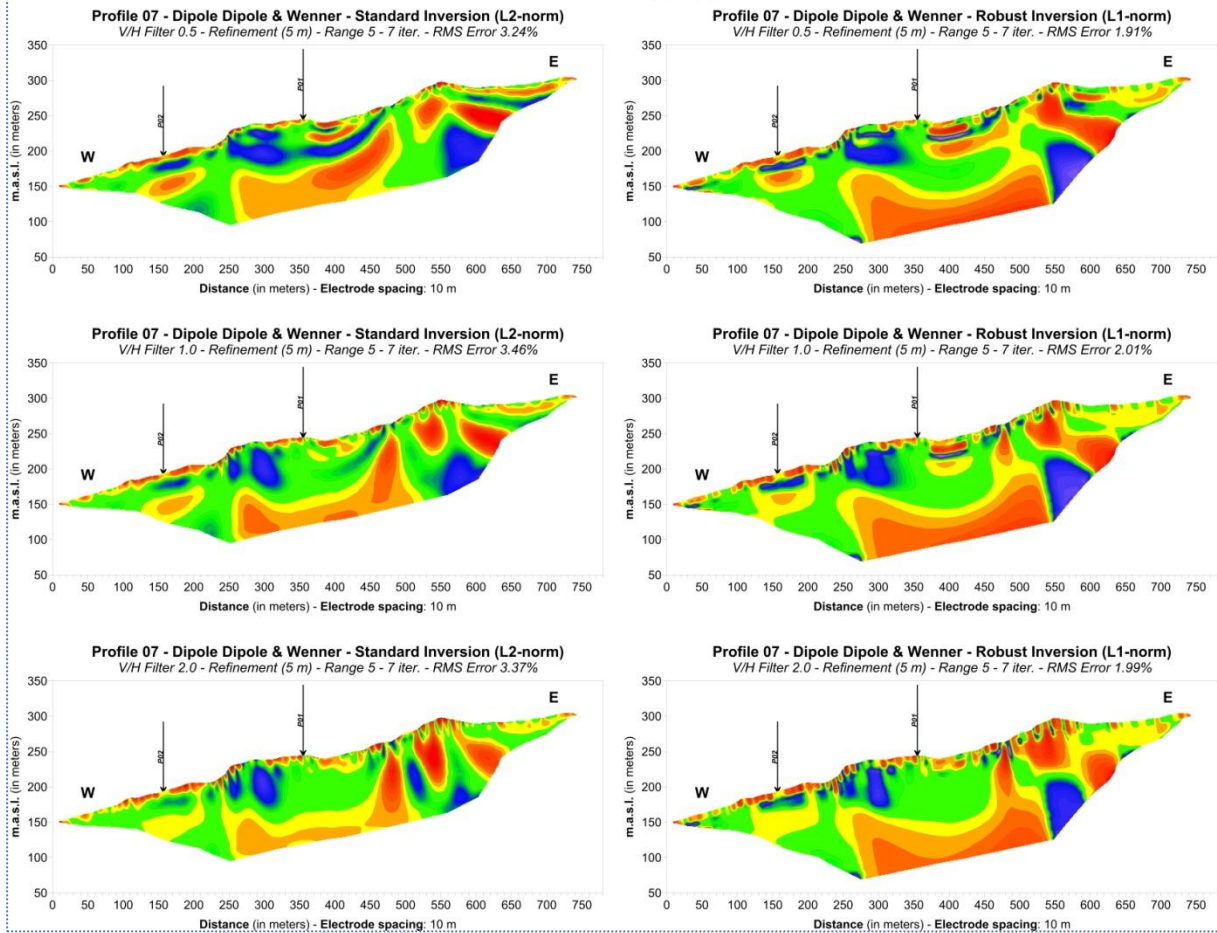 Profile 07 - Dipole Dipole & Wenner - Standard Inversion (L2-norm)
V/H Filter 0.5 - Refinement (5 m) - Range 5 - 7 iter. - RMS Error 3.24%
350
300
250
200
150
100
50
m.a.s.l. (in meters)
W
P02
P01
E
0 50 100 150 200 250 300 350 400 450 500 550 600 650 700 750
Distance (in meters) - Electrode spacing: 10 m
Profile 07 - Dipole Dipole & Wenner - Robust Inversion (L1-norm)
V/H Filter 0.5 - Refinement (5 m) - Range 5 - 7 iter. - RMS Error 1.91%
350
300
250
200
150
100
50
m.a.s.l. (in meters)
W
P02
P01
E
0 50 100 150 200 250 300 350 400 450 500 550 600 650 700 750
Distance (in meters) - Electrode spacing: 10 m
Profile 07 - Dipole Dipole & Wenner - Standard Inversion (L2-norm)
V/H Filter 1.0 - Refinement (5 m) - Range 5 - 7 iter. - RMS Error 3.46%
350
300
250
200
150
100
50
m.a.s.l. (in meters)
W
P02
P01
E
0 50 100 150 200 250 300 350 400 450 500 550 600 650 700 750
Distance (in meters) - Electrode spacing: 10 m
Profile 07 - Dipole Dipole & Wenner - Robust Inversion (L1-norm)
V/H Filter 1.0 - Refinement (5 m) - Range 5 - 7 iter. - RMS Error 2.01%
350
300
250
200
150
100
50
m.a.s.l. (in meters)
W
P02
P01
E
0 50 100 150 200 250 300 350 400 450 500 550 600 650 700 750
Distance (in meters) - Electrode spacing: 10 m
Profile 07 - Dipole Dipole & Wenner - Standard Inversion (L2-norm)
V/H Filter 2.0 - Refinement (5 m) - Range 5 - 7 iter. - RMS Error 3.37%
350
300
250
200
150
100
50
m.a.s.l. (in meters)
W
P02
P01
E
0 50 100 150 200 250 300 350 400 450 500 550 600 650 700 750
Distance (in meters) - Electrode spacing: 10 m
Profile 07 - Dipole Dipole & Wenner - Robust Inversion (L1-norm)
V/H Filter 2.0 - Refinement (5 m) - Range 5 - 7 iter. - RMS Error 1.99%
350
300
250
200
150
100
50
m.a.s.l. (in meters)
W
P02
P01
E
0 50 100 150 200 250 300 350 400 450 500 550 600 650 700 750
Distance (in meters) - Electrode spacing: 10 m